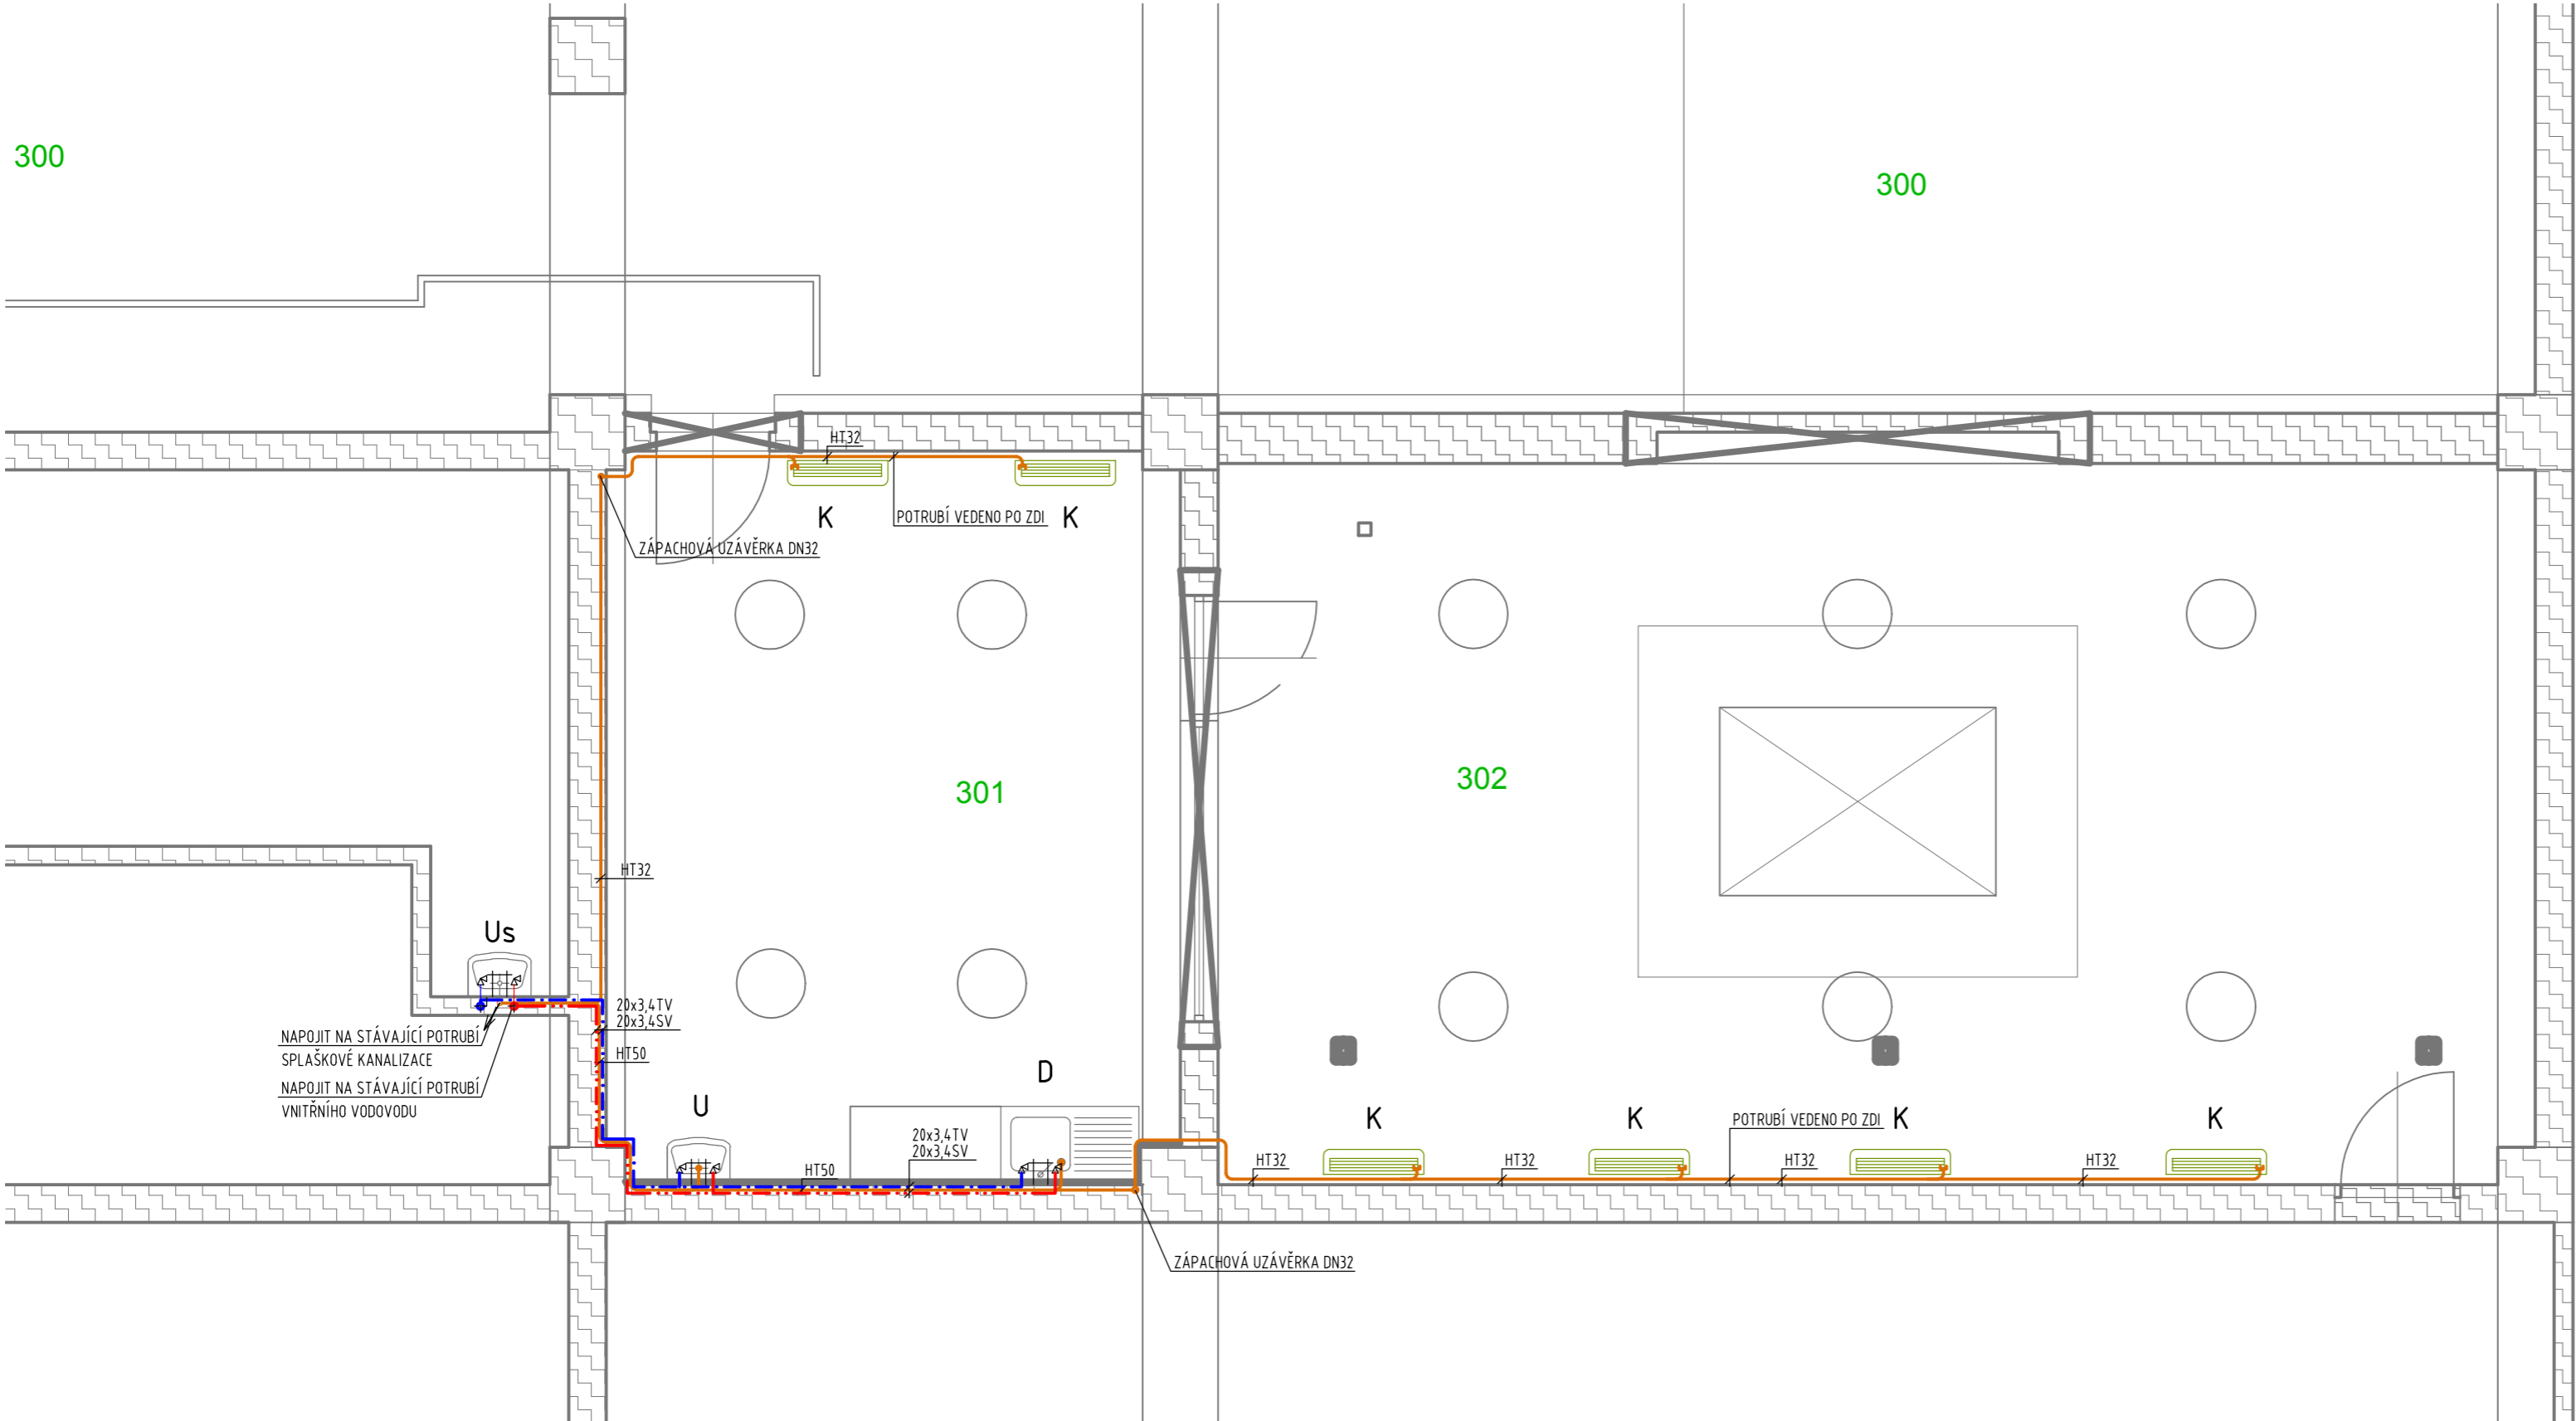 300
300
HT32
K
POTRUBÍ VEDENO PO ZDI
K
ZÁPACHOVÁ UZÁVĚRKA DN32
301
302
HT32
Us
20x3,4TV
20x3,4SV
NAPOJIT NA STÁVAJÍCÍ POTRUBÍ
SPLAŠKOVÉ KANALIZACE
HT50
NAPOJIT NA STÁVAJÍCÍ POTRUBÍ
VNITŘNÍHO VODOVODU
U
D
20x3,4TV
20x3,4SV
HT50
K
K
POTRUBÍ VEDENO PO ZDI
K
K
HT32
HT32
HT32
HT32
ZÁPACHOVÁ UZÁVĚRKA DN32